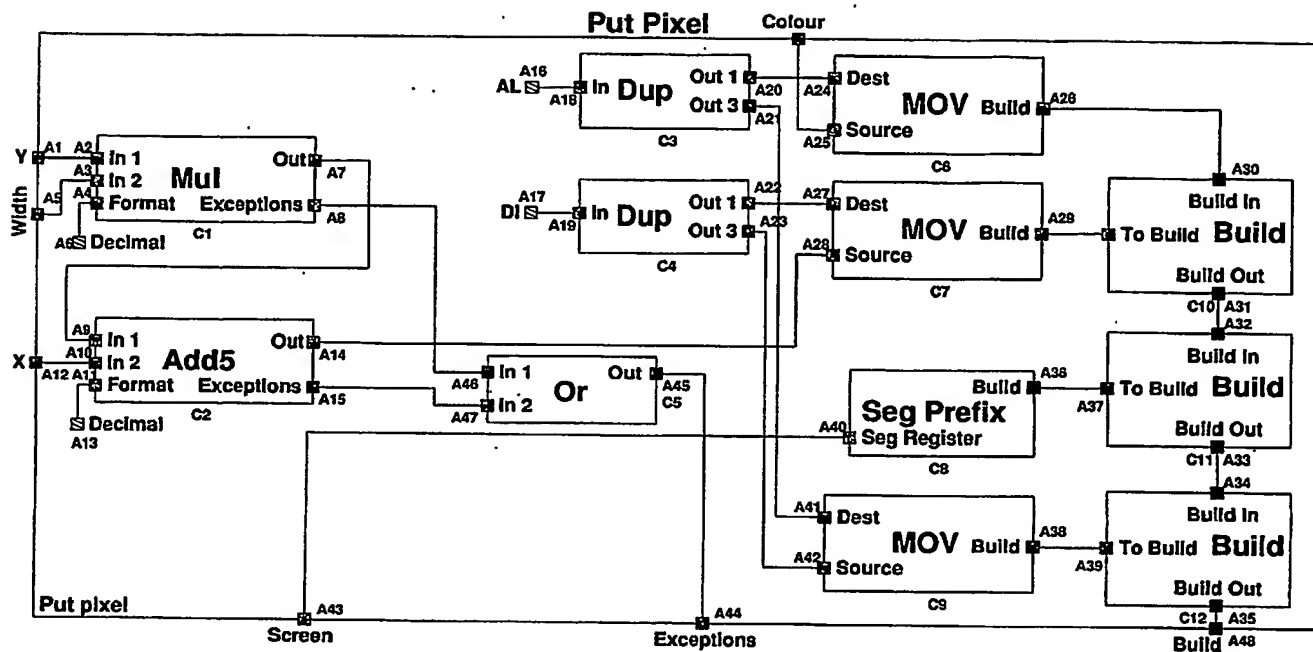 Put Pixel
Colour
A16
AL
A18
In
Dup
Out 1
Out 3
A20
A21
C3
A24
Dest
MOV
Build
A26
Source
A25
C6
Y
A1
A2
A3
In 1
In 2
Mul
Out
A7
Width
A5
A4
Format
Exceptions
A8
A6
Decimal
C1
A17
DI
A19
In
Dup
Out 1
Out 3
A22
A23
C4
A27
Dest
MOV
Build
A28
A28
Source
C7
A30
Build In
To Build
Build
Build Out
C10
A31
A32
Build In
To Build
Build
Build Out
A37
C11
A33
A34
X
A9
A10
A12
A11
In 1
In 2
Add5
Out
A14
Format
Exceptions
A15
C2
Decimal
A13
A46
A47
In 1
In 2
Or
Out
A45
C5
A40
Build
A36
Seg Prefix
Seg Register
C8
A41
Dest
MOV
Build
A38
A42
Source
C9
Build In
To Build
Build
A39
Build Out
C12
A35
Put pixel
A43
Screen
A44
Exceptions
Build
A48